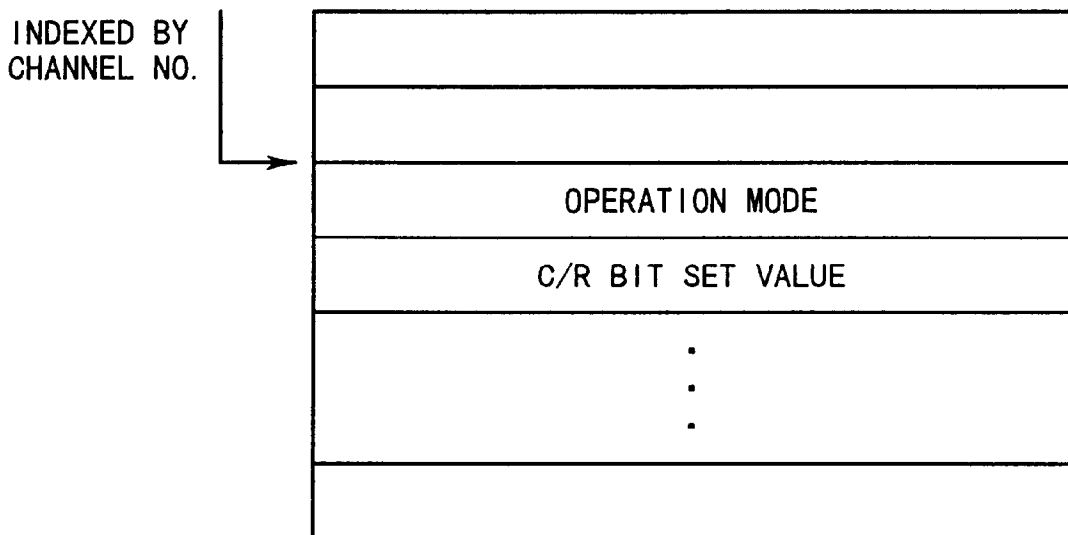 INDEXED BY
CHANNEL NO.
OPERATION MODE
C/R BIT SET VALUE